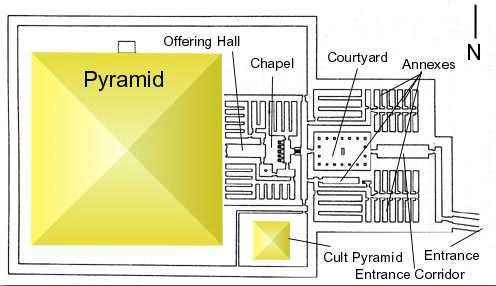 Offering Hall
Chapel
Courtyard
Annexes
N
Pyramid
Cult Pyramid
Entrance
Entrance Corridor